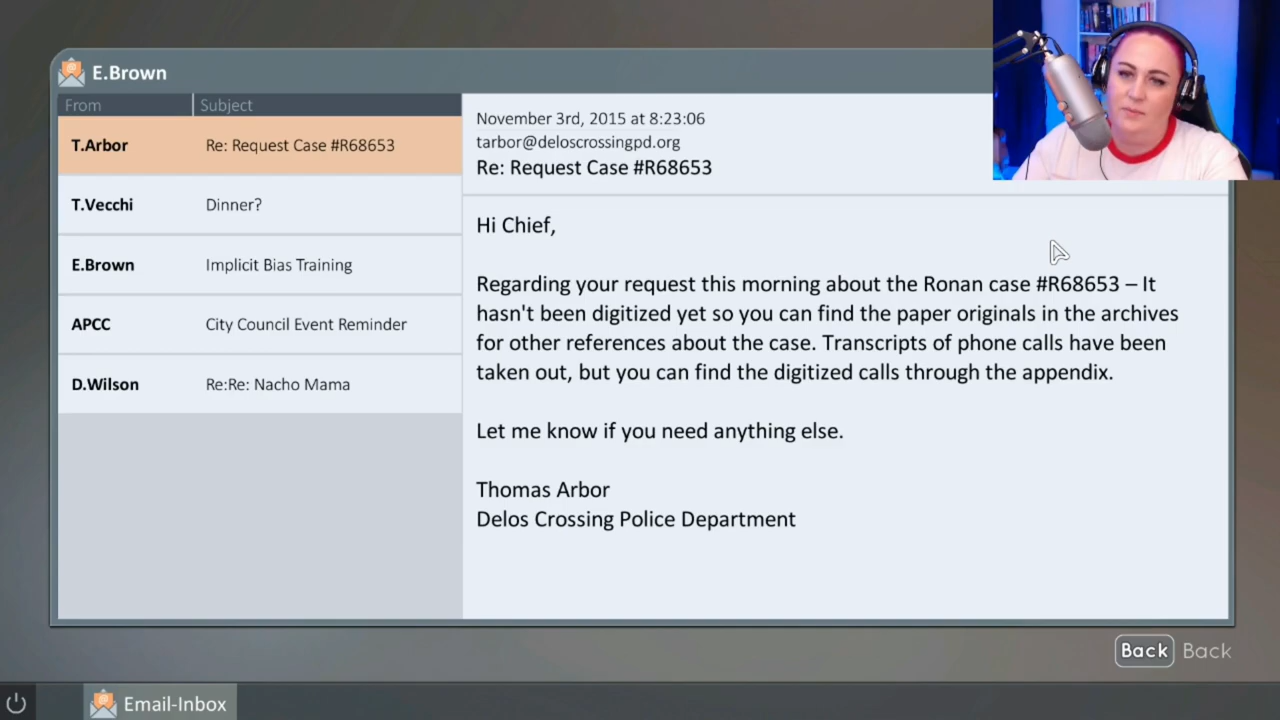 E.Brown
From Subject
T.Arbor Re: Request Case #R68653
T.Vecchi Dinner?
E.Brown Implicit Bias Training
APCC City Council Event Reminder
D.Wilson Re:Re: Nacho Mama
November 3rd, 2015 at 8:23:06
tarbor@deloscrossingpd.org
Re: Request Case #R68653
Hi Chief,
Regarding your request this morning about the Ronan case #R68653 – It
hasn't been digitized yet so you can find the paper originals in the archives
for other references about the case. Transcripts of phone calls have been
taken out, but you can find the digitized calls through the appendix.
Let me know if you need anything else.
Thomas Arbor
Delos Crossing Police Department
Back Back
Email-Inbox